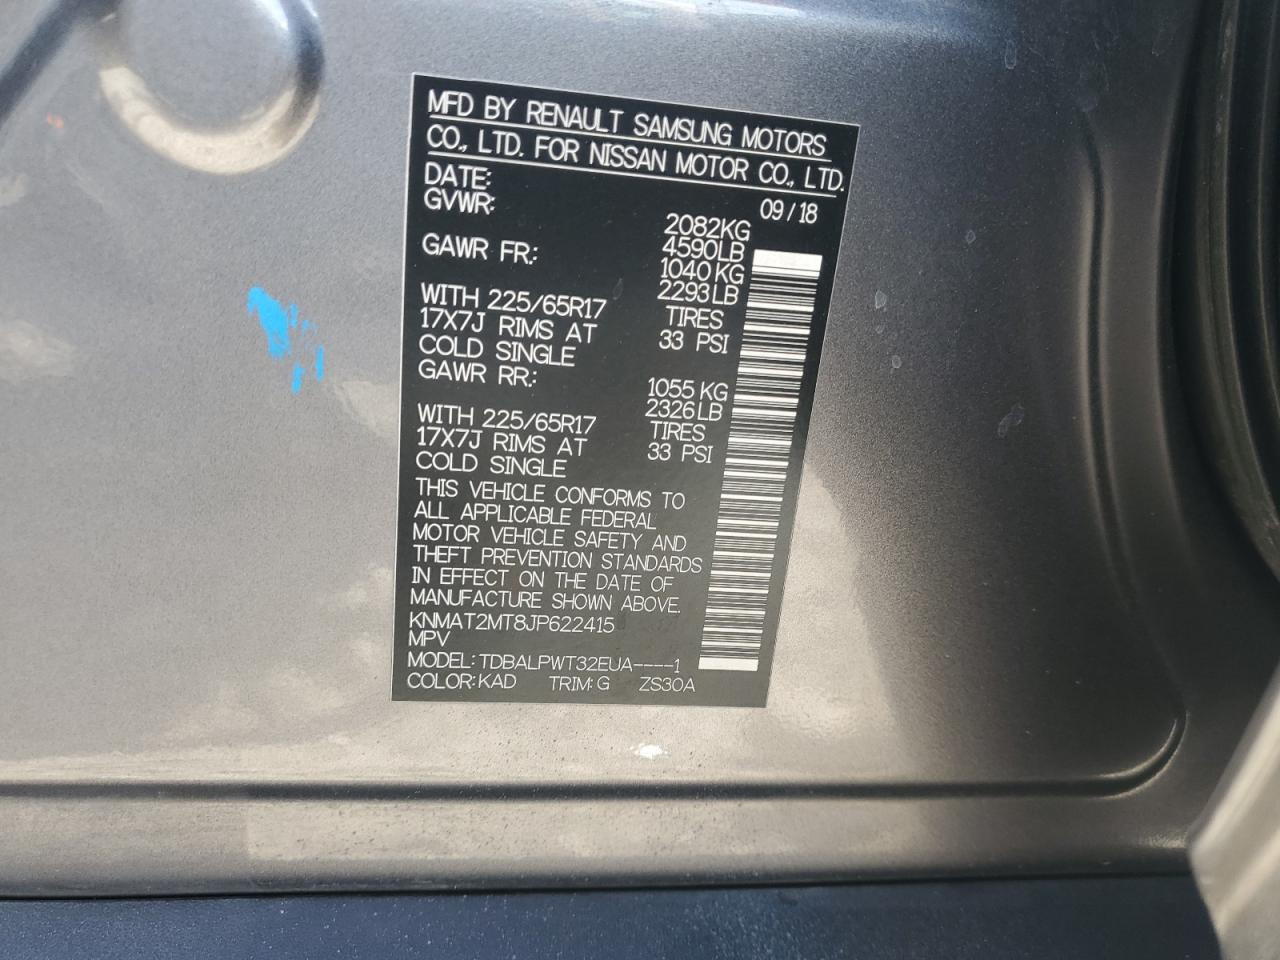 MFD BY RENAULT SAMSUNG MOTORS
CO., LTD. FOR NISSAN MOTOR CO., LTD.
DATE: 09/18
GVWR: 2082KG
4590LB
GAWR FR: 1040KG
2293LB
WITH 225/65R17 TIRES
17X7J RIMS AT 33 PSI
COLD SINGLE
GAWR RR: 1055KG
2326LB
WITH 225/65R17 TIRES
17X7J RIMS AT 33 PSI
COLD SINGLE
THIS VEHICLE CONFORMS TO
ALL APPLICABLE FEDERAL
MOTOR VEHICLE SAFETY AND
THEFT PREVENTION STANDARDS
IN EFFECT ON THE DATE OF
MANUFACTURE SHOWN ABOVE.
KNMAT2MT8JP622415
MPV
MODEL: TDBALPWT32EUA----1
COLOR: KAD TRIM: G ZS30A